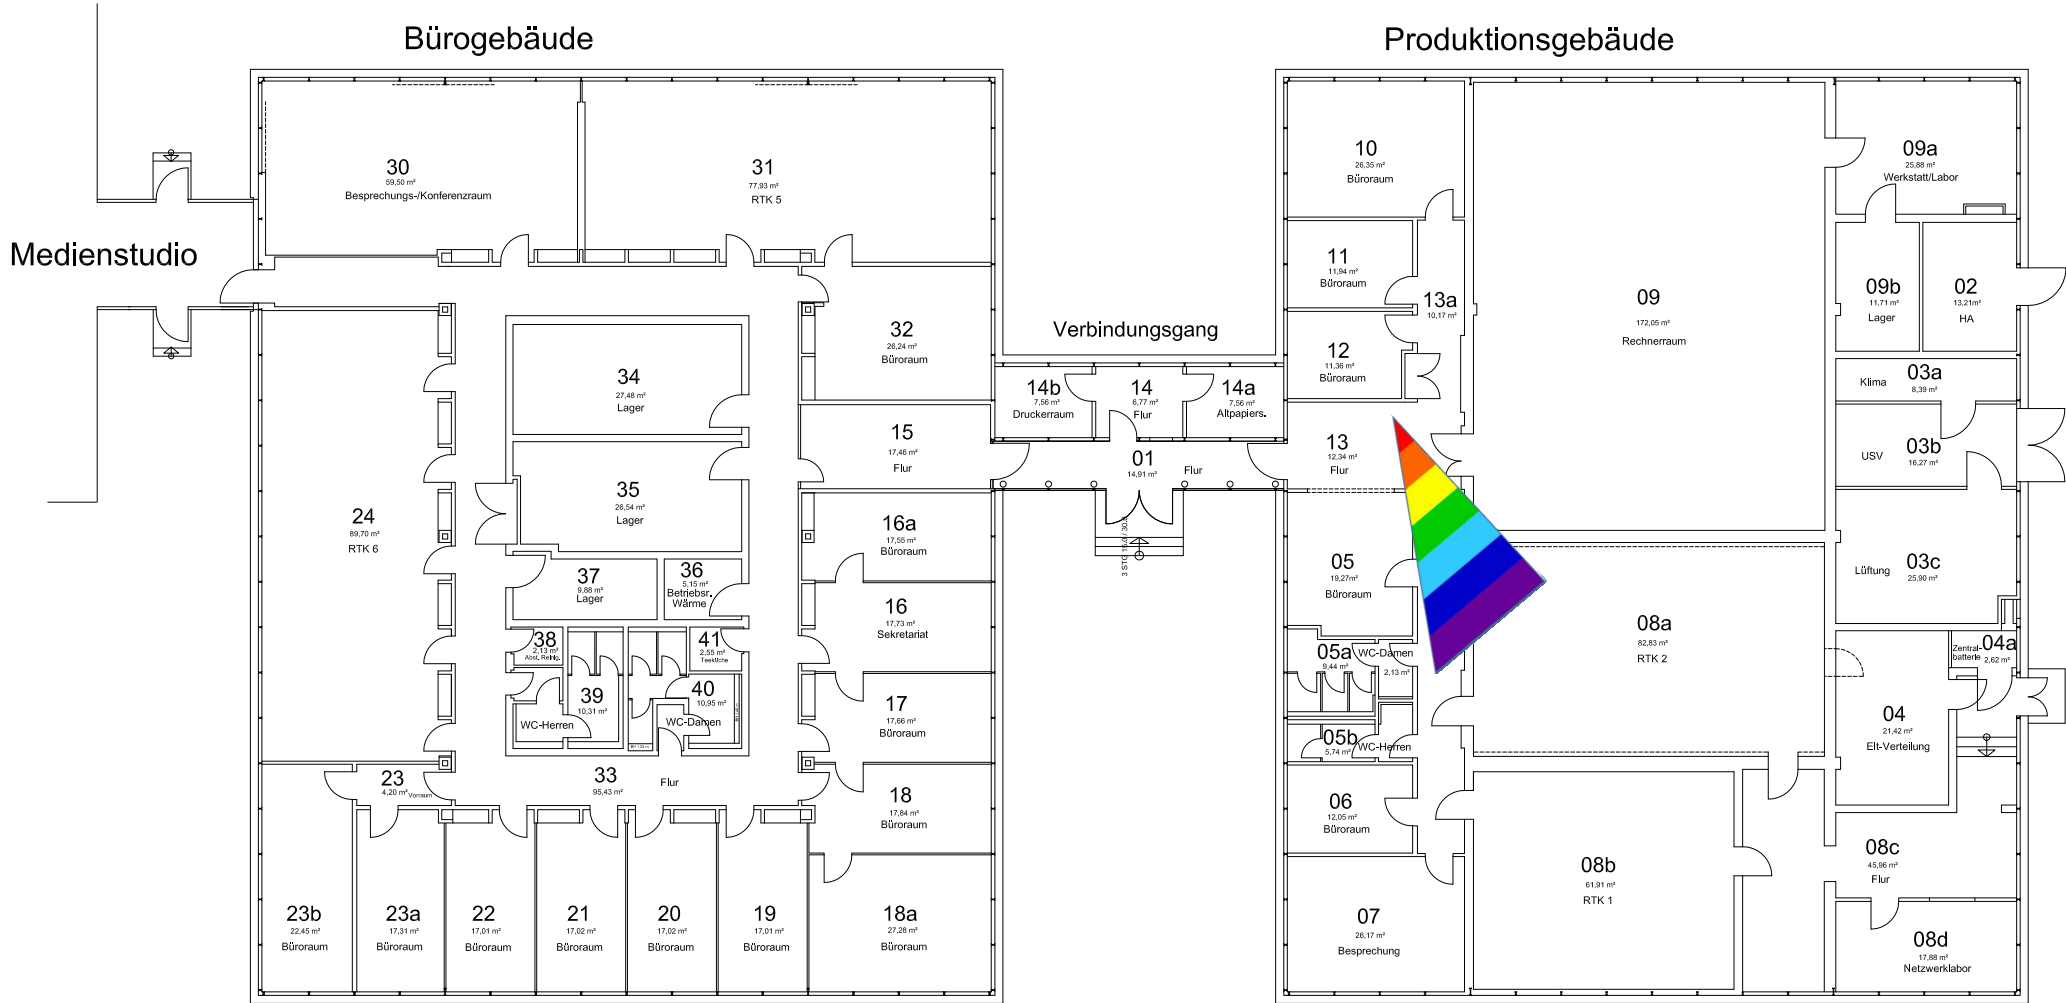 Bürogebäude
Produktionsgebäude
Medienstudio
Verbindungsgang
30
59,50 m²
Besprechungs-/Konferenzraum
31
77,93 m²
RTK 5
32
26,24 m²
Büroraum
34
27,48 m²
Lager
35
26,54 m²
Lager
24
89,70 m²
RTK 6
37
9,88 m²
Lager
36
5,15 m²
Betriebsr.
Wärme
38
2,13 m²
Abst. Reinig.
41
2,55 m²
Teeküche
39
10,31 m²
WC-Herren
40
10,95 m²
WC-Damen
33
95,43 m²
Flur
15
17,46 m²
Flur
16a
17,55 m²
Büroraum
16
17,73 m²
Sekretariat
17
17,66 m²
Büroraum
18
17,84 m²
Büroraum
18a
27,28 m²
Büroraum
23
4,20 m²
Vorraum
23b
22,45 m²
Büroraum
23a
17,31 m²
Büroraum
22
17,01 m²
Büroraum
21
17,02 m²
Büroraum
20
17,02 m²
Büroraum
19
17,01 m²
Büroraum
14b
7,56 m²
Druckerraum
14
6,77 m²
Flur
14a
7,56 m²
Altpapiers.
01
14,91 m²
Flur
10
26,35 m²
Büroraum
11
11,94 m²
Büroraum
12
11,36 m²
Büroraum
13a
10,17 m²
13
12,34 m²
Flur
09
172,05 m²
Rechnerraum
09a
25,88 m²
Werkstatt/Labor
09b
11,71 m²
Lager
02
13,21m²
HA
Klima
03a
8,39 m²
USV
03b
16,27 m²
Lüftung
03c
25,90 m²
05
19,27m²
Büroraum
05a
9,44 m²
WC-Damen
2,13 m²
05b
5,74 m²
WC-Herren
06
12,05 m²
Büroraum
07
26,17 m²
Besprechung
08a
82,83 m²
RTK 2
08b
61,91 m²
RTK 1
Zentral-
batterie
04a
2,62 m²
04
21,42 m²
Elt-Verteilung
08c
45,96 m²
Flur
08d
17,88 m²
Netzwerklabor